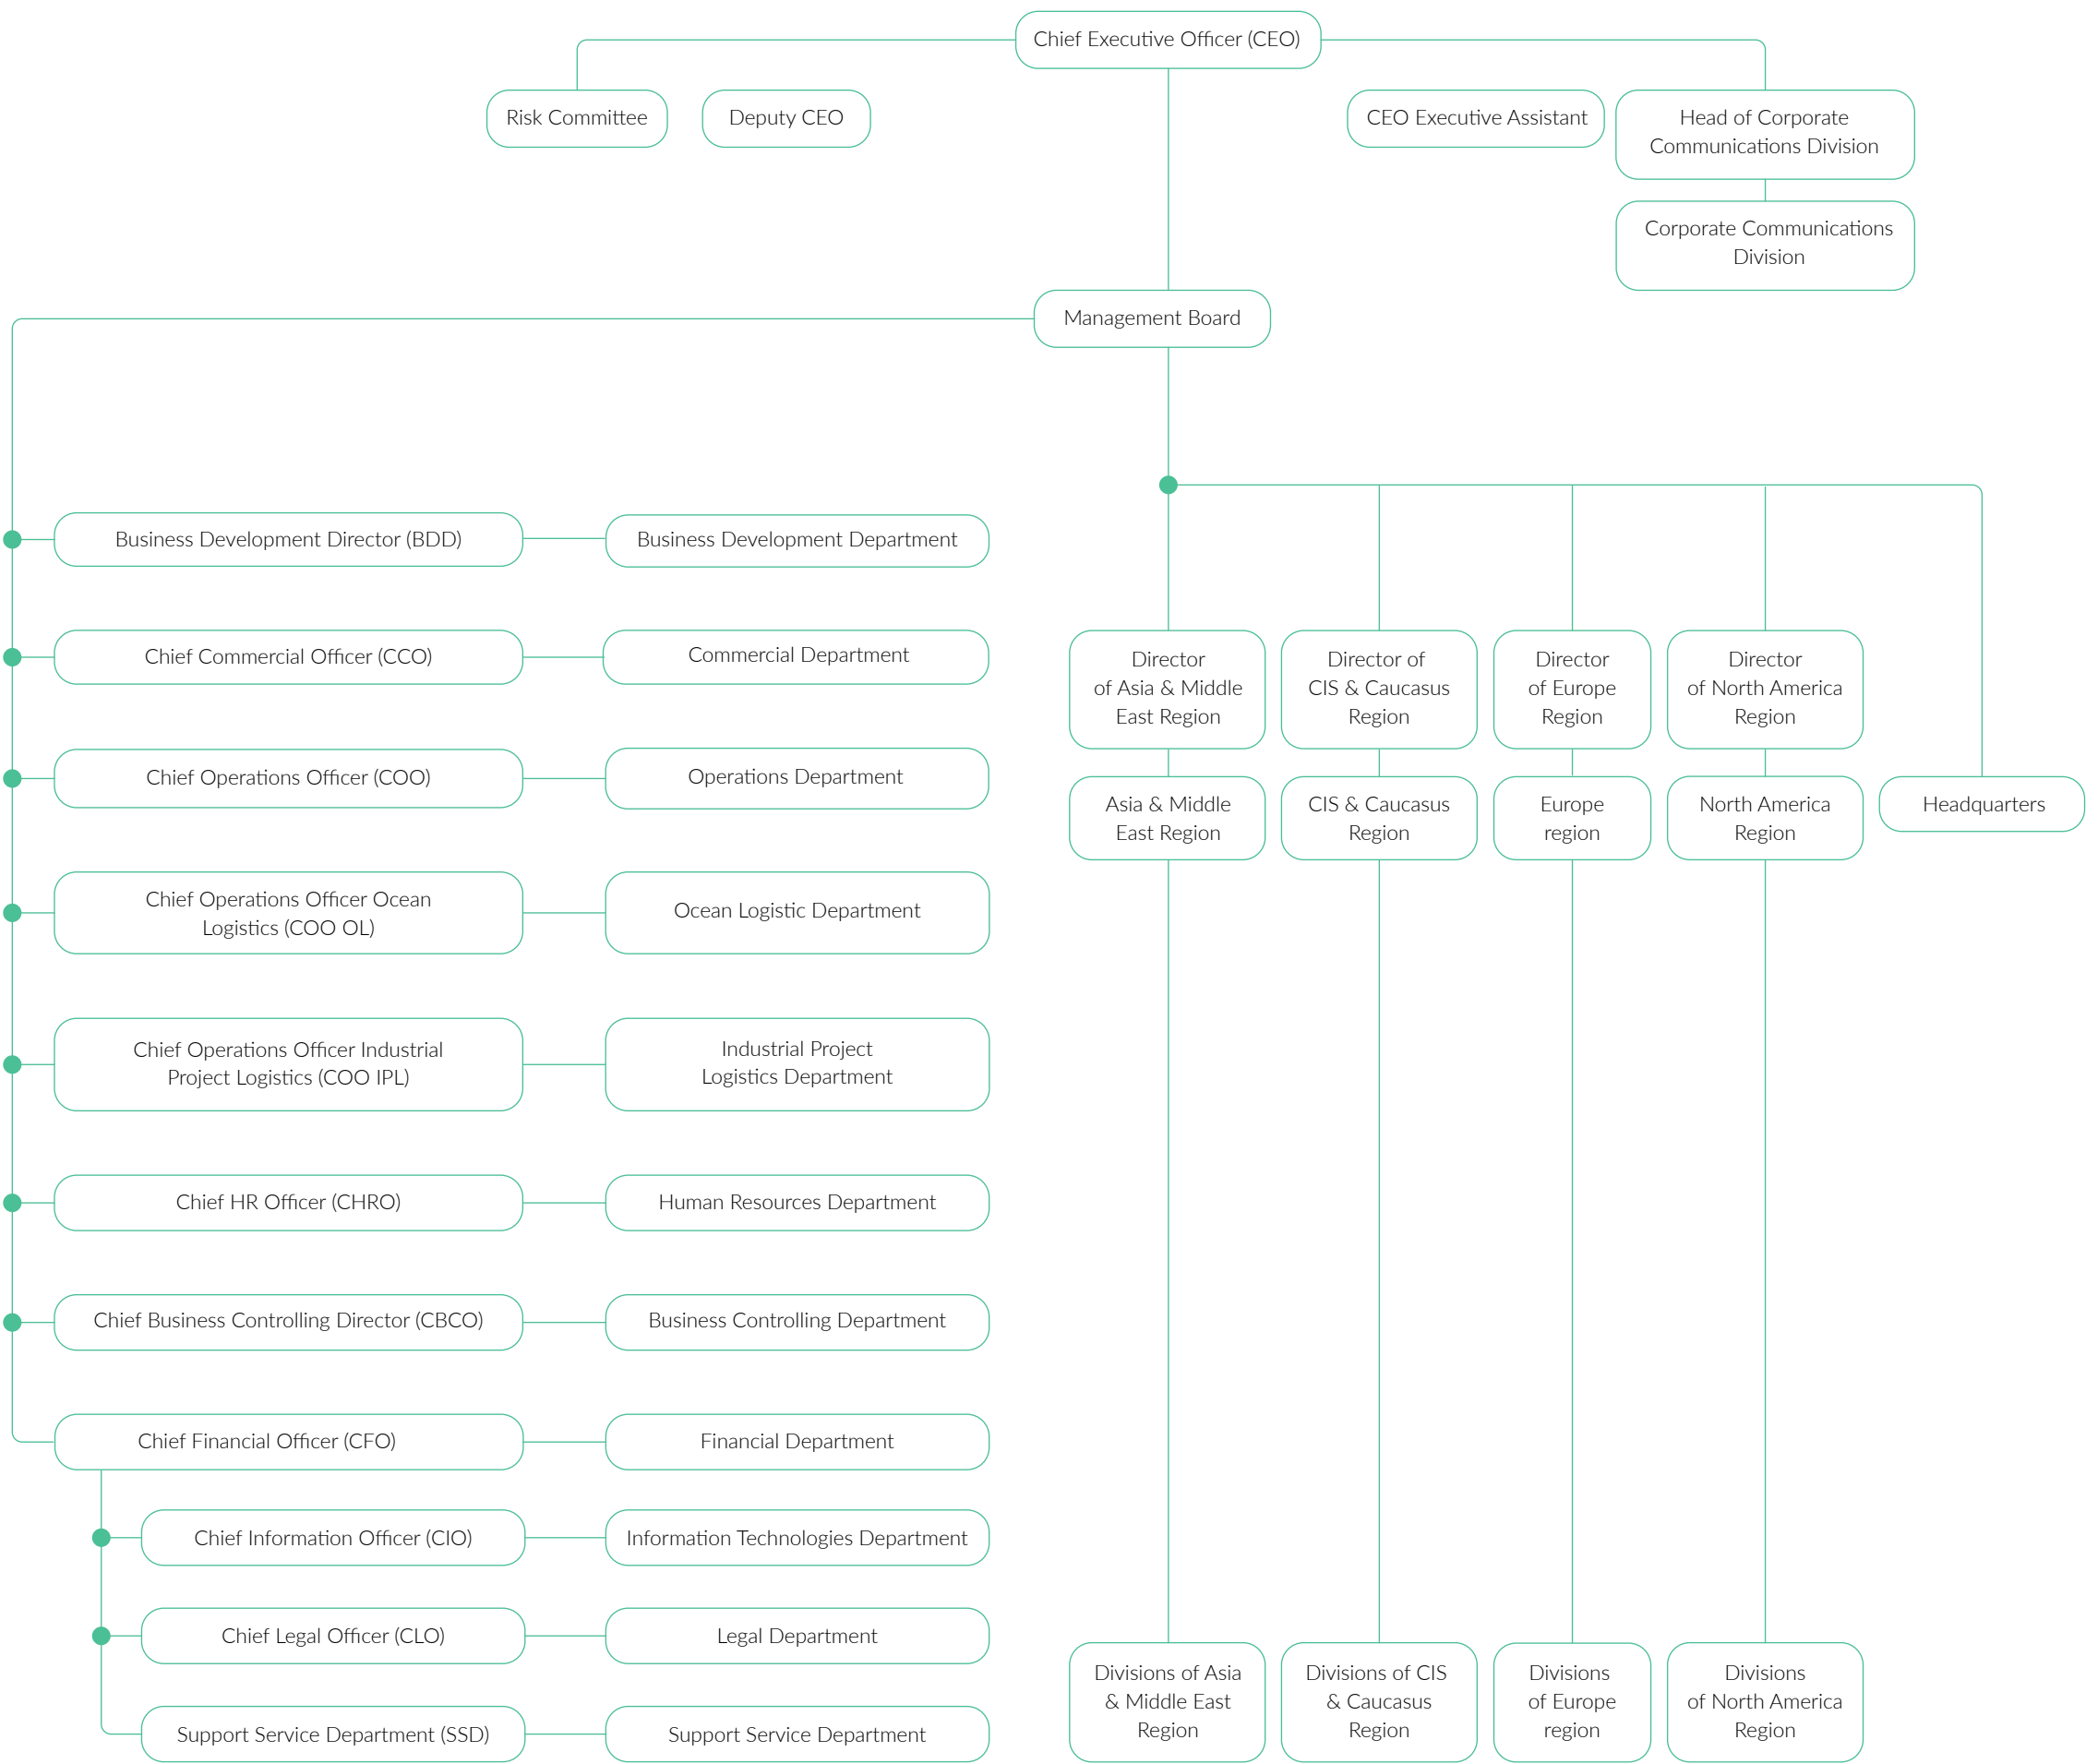 Chief Executive Officer (CEO)
Risk Committee
Deputy CEO
CEO Executive Assistant
Head of Corporate
Communications Division
Corporate Communications
Division
Management Board
Business Development Director (BDD)
Business Development Department
Chief Commercial Officer (CCO)
Commercial Department
Chief Operations Officer (COO)
Operations Department
Chief Operations Officer Ocean
Logistics (COO OL)
Ocean Logistic Department
Chief Operations Officer Industrial
Project Logistics (COO IPL)
Industrial Project
Logistics Department
Chief HR Officer (CHRO)
Human Resources Department
Chief Business Controlling Director (CBCO)
Business Controlling Department
Chief Financial Officer (CFO)
Financial Department
Chief Information Officer (CIO)
Information Technologies Department
Chief Legal Officer (CLO)
Legal Department
Support Service Department (SSD)
Support Service Department
Director
of Asia & Middle
East Region
Director of
CIS & Caucasus
Region
Director
of Europe
Region
Director
of North America
Region
Asia & Middle
East Region
CIS & Caucasus
Region
Europe
region
North America
Region
Headquarters
Divisions of Asia
& Middle East
Region
Divisions of CIS
& Caucasus
Region
Divisions
of Europe
region
Divisions
of North America
Region